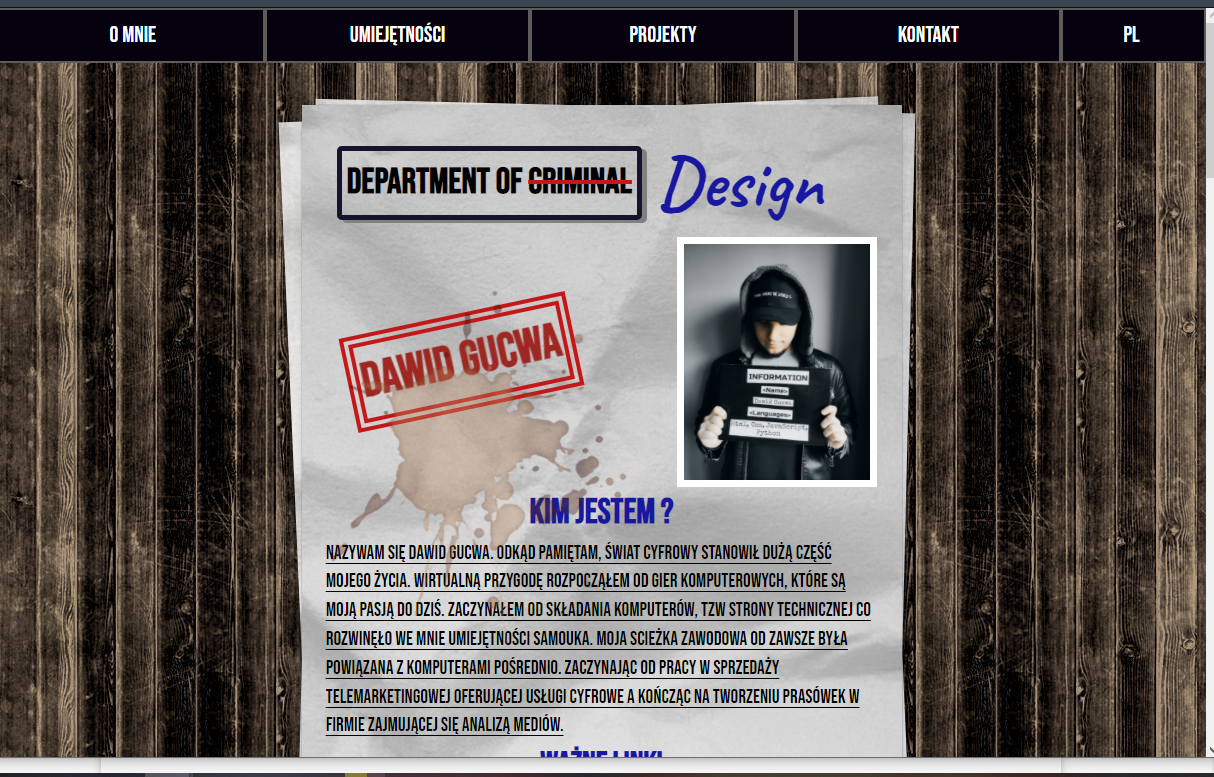 O MNIE
UMIEJĘTNOŚCI
PROJEKTY
KONTAKT
PL
DEPARTMENT OF CRIMINAL Design
DAWID GUCWA
INFORMATION
<Name>
Dawid Gucwa
<Languages>
Html, Css, JavaScript,
Python
KIM JESTEM ?
NAZYWAM SIĘ DAWID GUCWA. ODKĄD PAMIĘTAM, ŚWIAT CYFROWY STANOWIŁ DUŻĄ CZĘŚĆ
MOJEGO ŻYCIA. WIRTUALNĄ PRZYGODĘ ROZPOCZĄŁEM OD GIER KOMPUTEROWYCH, KTÓRE SĄ
MOJĄ PASJĄ DO DZIŚ. ZACZYNAŁEM OD SKŁADANIA KOMPUTERÓW, TZW STRONY TECHNICZNEJ CO
ROZWINĘŁO WE MNIE UMIEJĘTNOŚCI SAMOUKA. MOJA SCIEŻKA ZAWODOWA OD ZAWSZE BYŁA
POWIĄZANA Z KOMPUTERAMI POŚREDNIO. ZACZYNAJĄC OD PRACY W SPRZEDAŻY
TELEMARKETINGOWEJ OFERUJĄCEJ USŁUGI CYFROWE A KOŃCZĄC NA TWORZENIU PRASÓWEK W
FIRMIE ZAJMUJĄCEJ SIĘ ANALIZĄ MEDIÓW.
WAŻNE LINKI